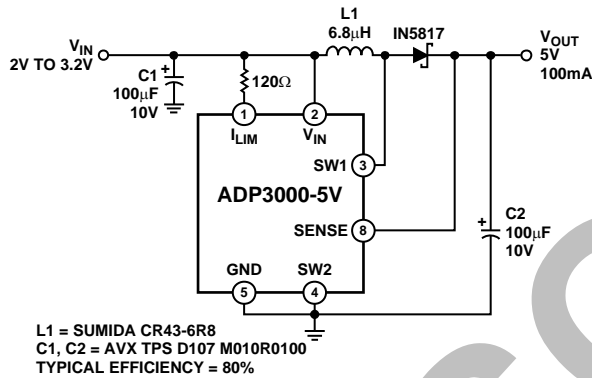 L1
6.8μH
IN5817
VIN
2V TO 3.2V
VOUT
5V
100mA
C1
100μF
10V
+
120Ω
1
2
ILIM
VIN
SW1
3
ADP3000-5V
SENSE
8
C2
100μF
10V
+
GND
SW2
5
4
L1 = SUMIDA CR43-6R8
C1, C2 = AVX TPS D107 M010R0100
TYPICAL EFFICIENCY = 80%